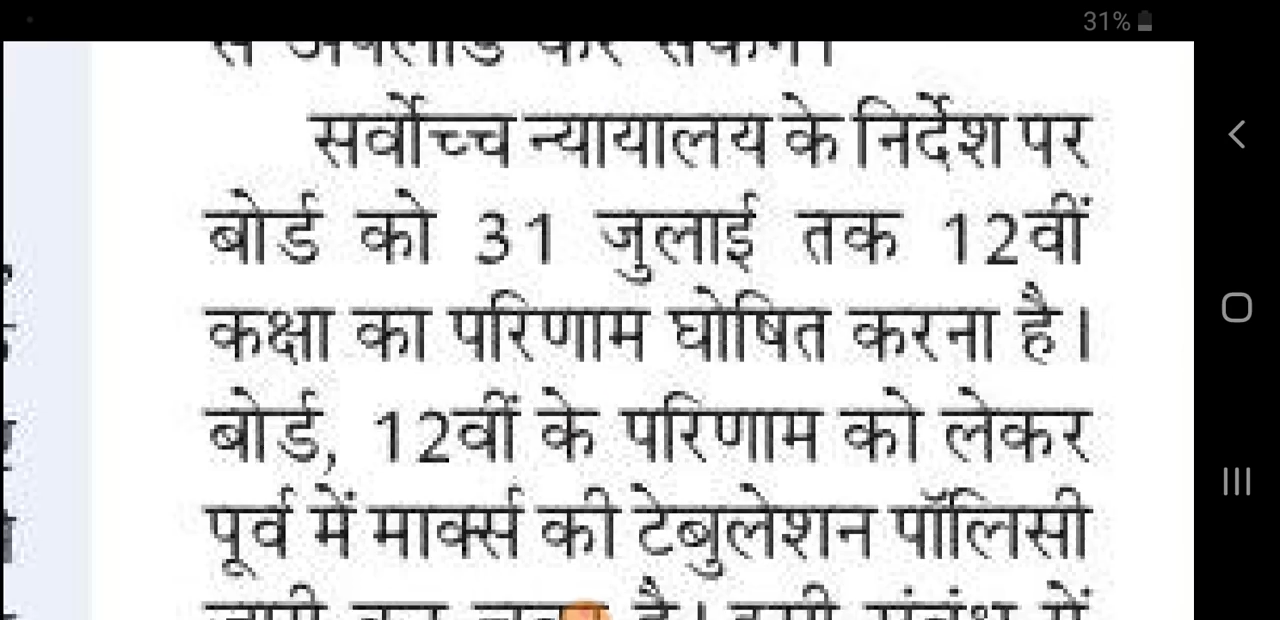 31%
सर्वोच्च न्यायालय के निर्देश पर
बोर्ड को 31 जुलाई तक 12वीं
कक्षा का परिणाम घोषित करना है।
बोर्ड, 12वीं के परिणाम को लेकर
पूर्व में मार्क्स की टेबुलेशन पॉलिसी